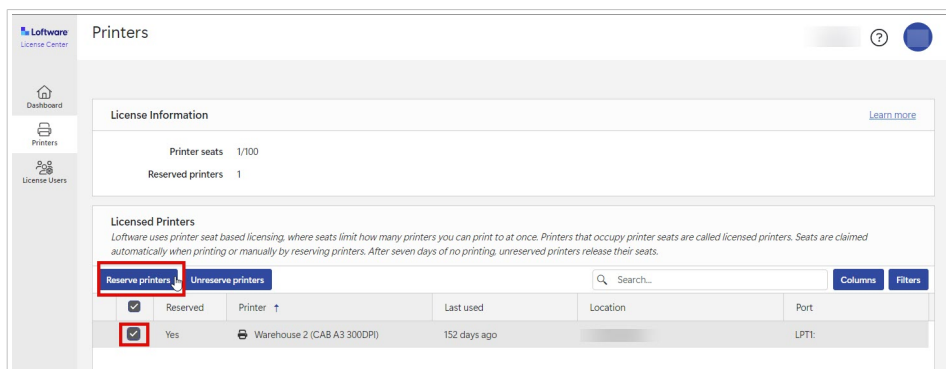 Loftware
License Center
Printers
?
Dashboard
Printers
License Users
License Information
Learn more
Printer seats 1/100
Reserved printers 1
Licensed Printers
Loftware uses printer seat based licensing, where seats limit how many printers you can print to at once. Printers that occupy printer seats are called licensed printers. Seats are claimed
automatically when printing or manually by reserving printers. After seven days of no printing, unreserved printers release their seats.
Reserve printers Unreserve printers Search... Columns Filters
Reserved Printer ↑ Last used Location Port
Yes Warehouse 2 (CAB A3 300DPI) 152 days ago LPT1: